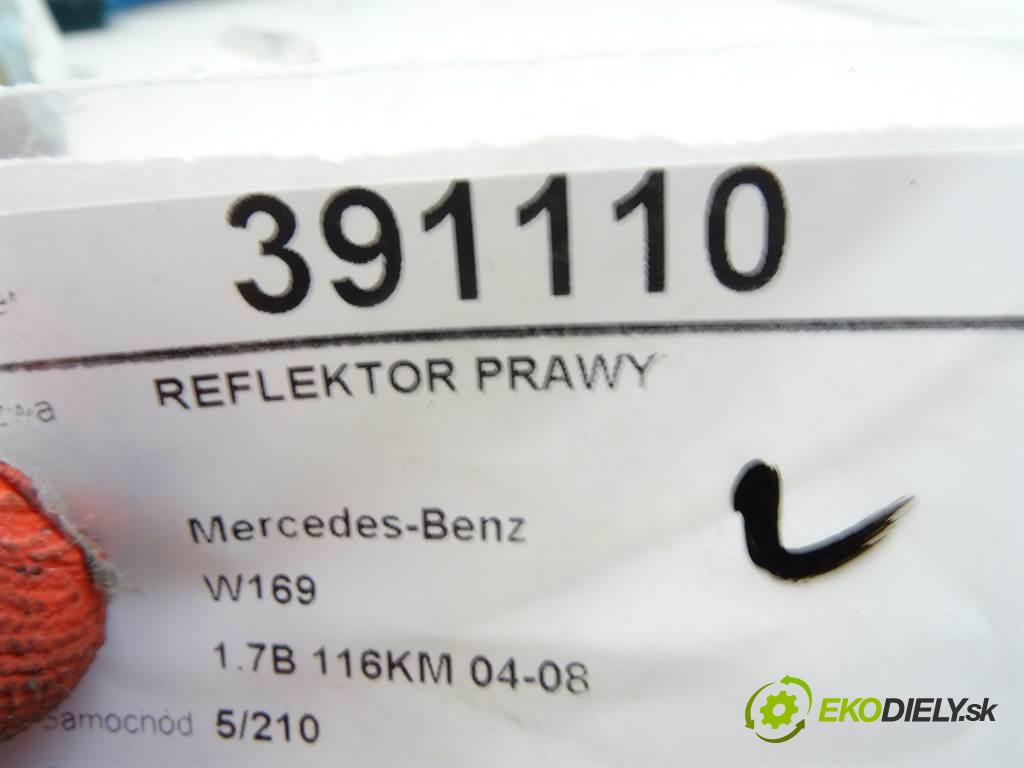 391110
REFLEKTOR PRAWY
Mercedes-Benz
W169
1.7B 116KM 04-08
Samochód 5/210
EKODIELY.sk